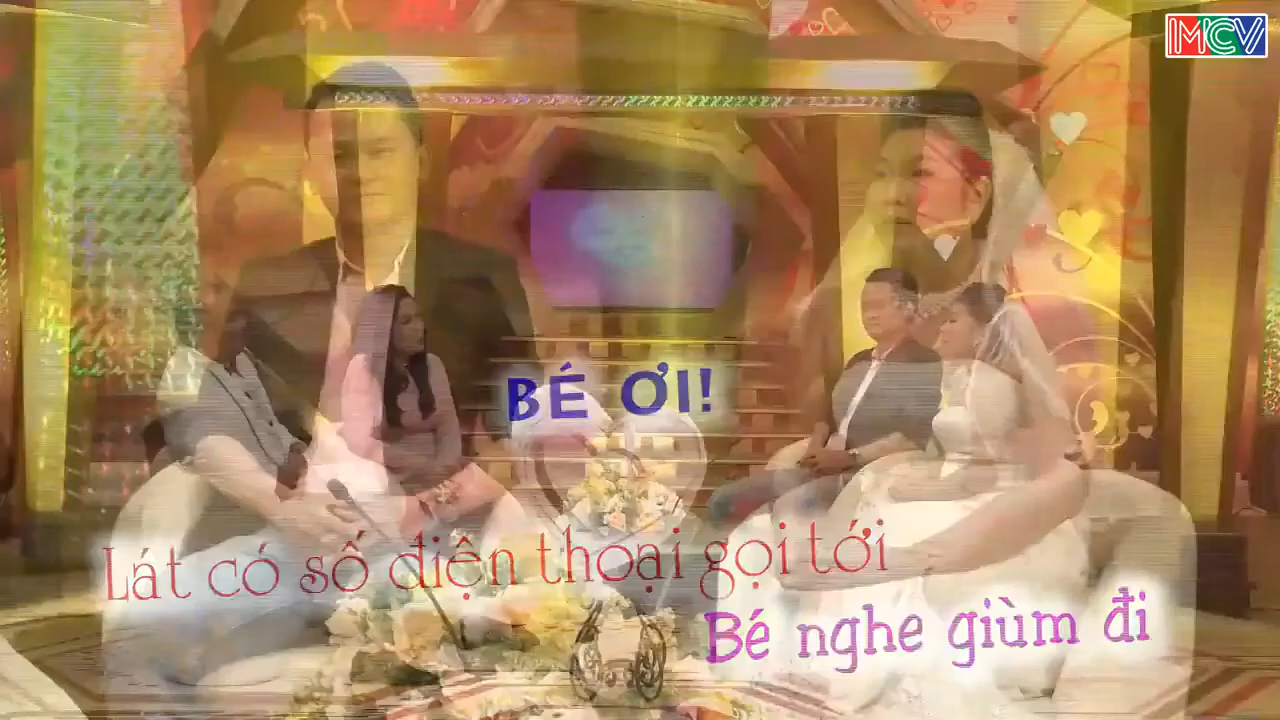 MCV
BÉ ƠI!
Lát có số điện thoại gọi tới
Bé nghe giùm đi